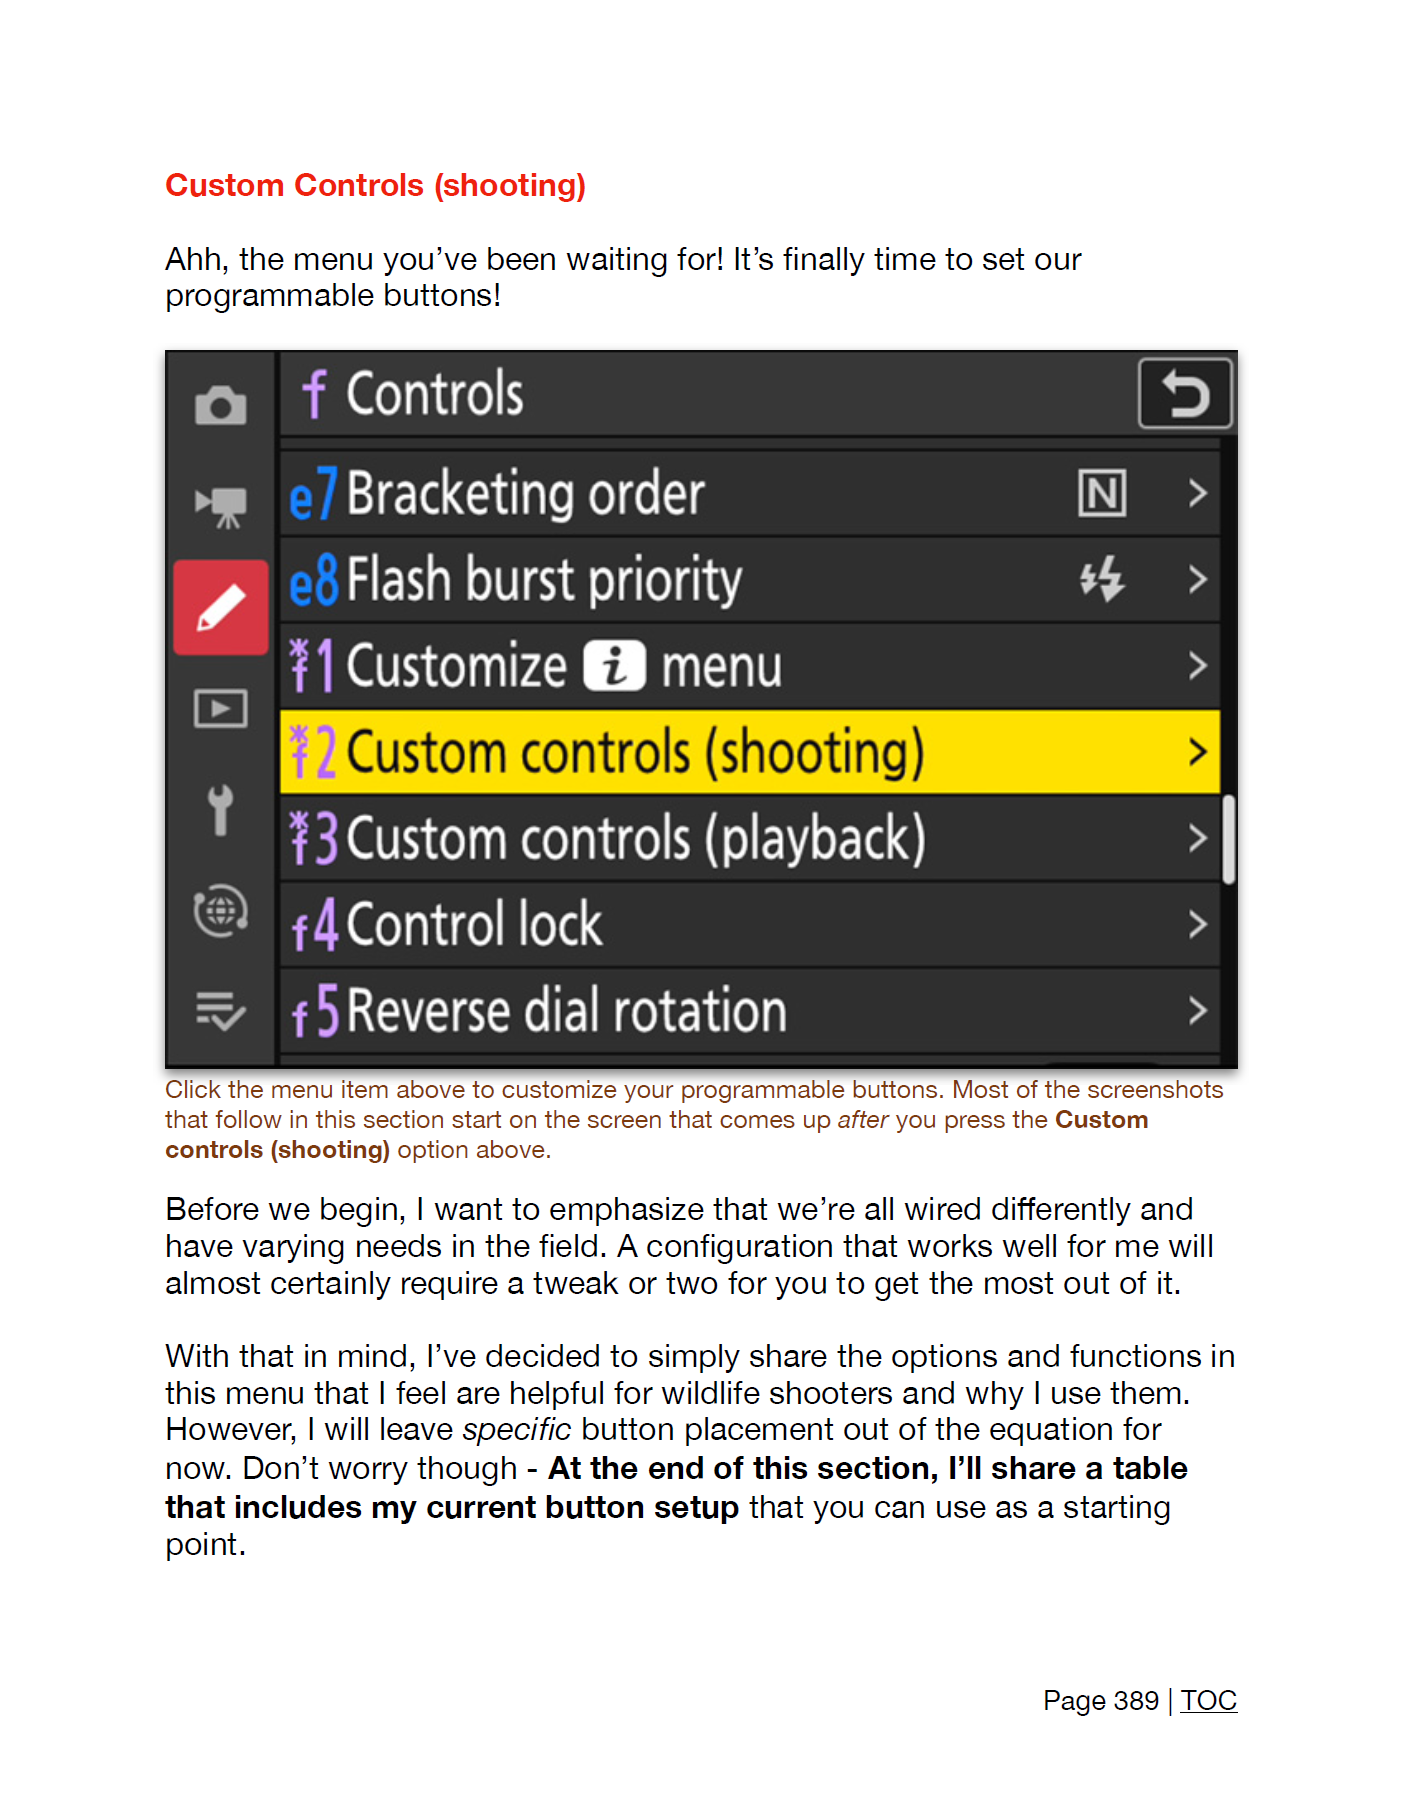 Custom Controls (shooting)
Ahh, the menu you’ve been waiting for! It’s finally time to set our
programmable buttons!
f Controls
e7 Bracketing order N >
e8 Flash burst priority >
*f1 Customize i menu >
*f2 Custom controls (shooting) >
*f3 Custom controls (playback) >
f4 Control lock >
f5 Reverse dial rotation >
Click the menu item above to customize your programmable buttons. Most of the screenshots
that follow in this section start on the screen that comes up after you press the Custom
controls (shooting) option above.
Before we begin, I want to emphasize that we’re all wired differently and
have varying needs in the field. A configuration that works well for me will
almost certainly require a tweak or two for you to get the most out of it.
With that in mind, I’ve decided to simply share the options and functions in
this menu that I feel are helpful for wildlife shooters and why I use them.
However, I will leave specific button placement out of the equation for
now. Don’t worry though - At the end of this section, I’ll share a table
that includes my current button setup that you can use as a starting
point.
Page 389 | TOC